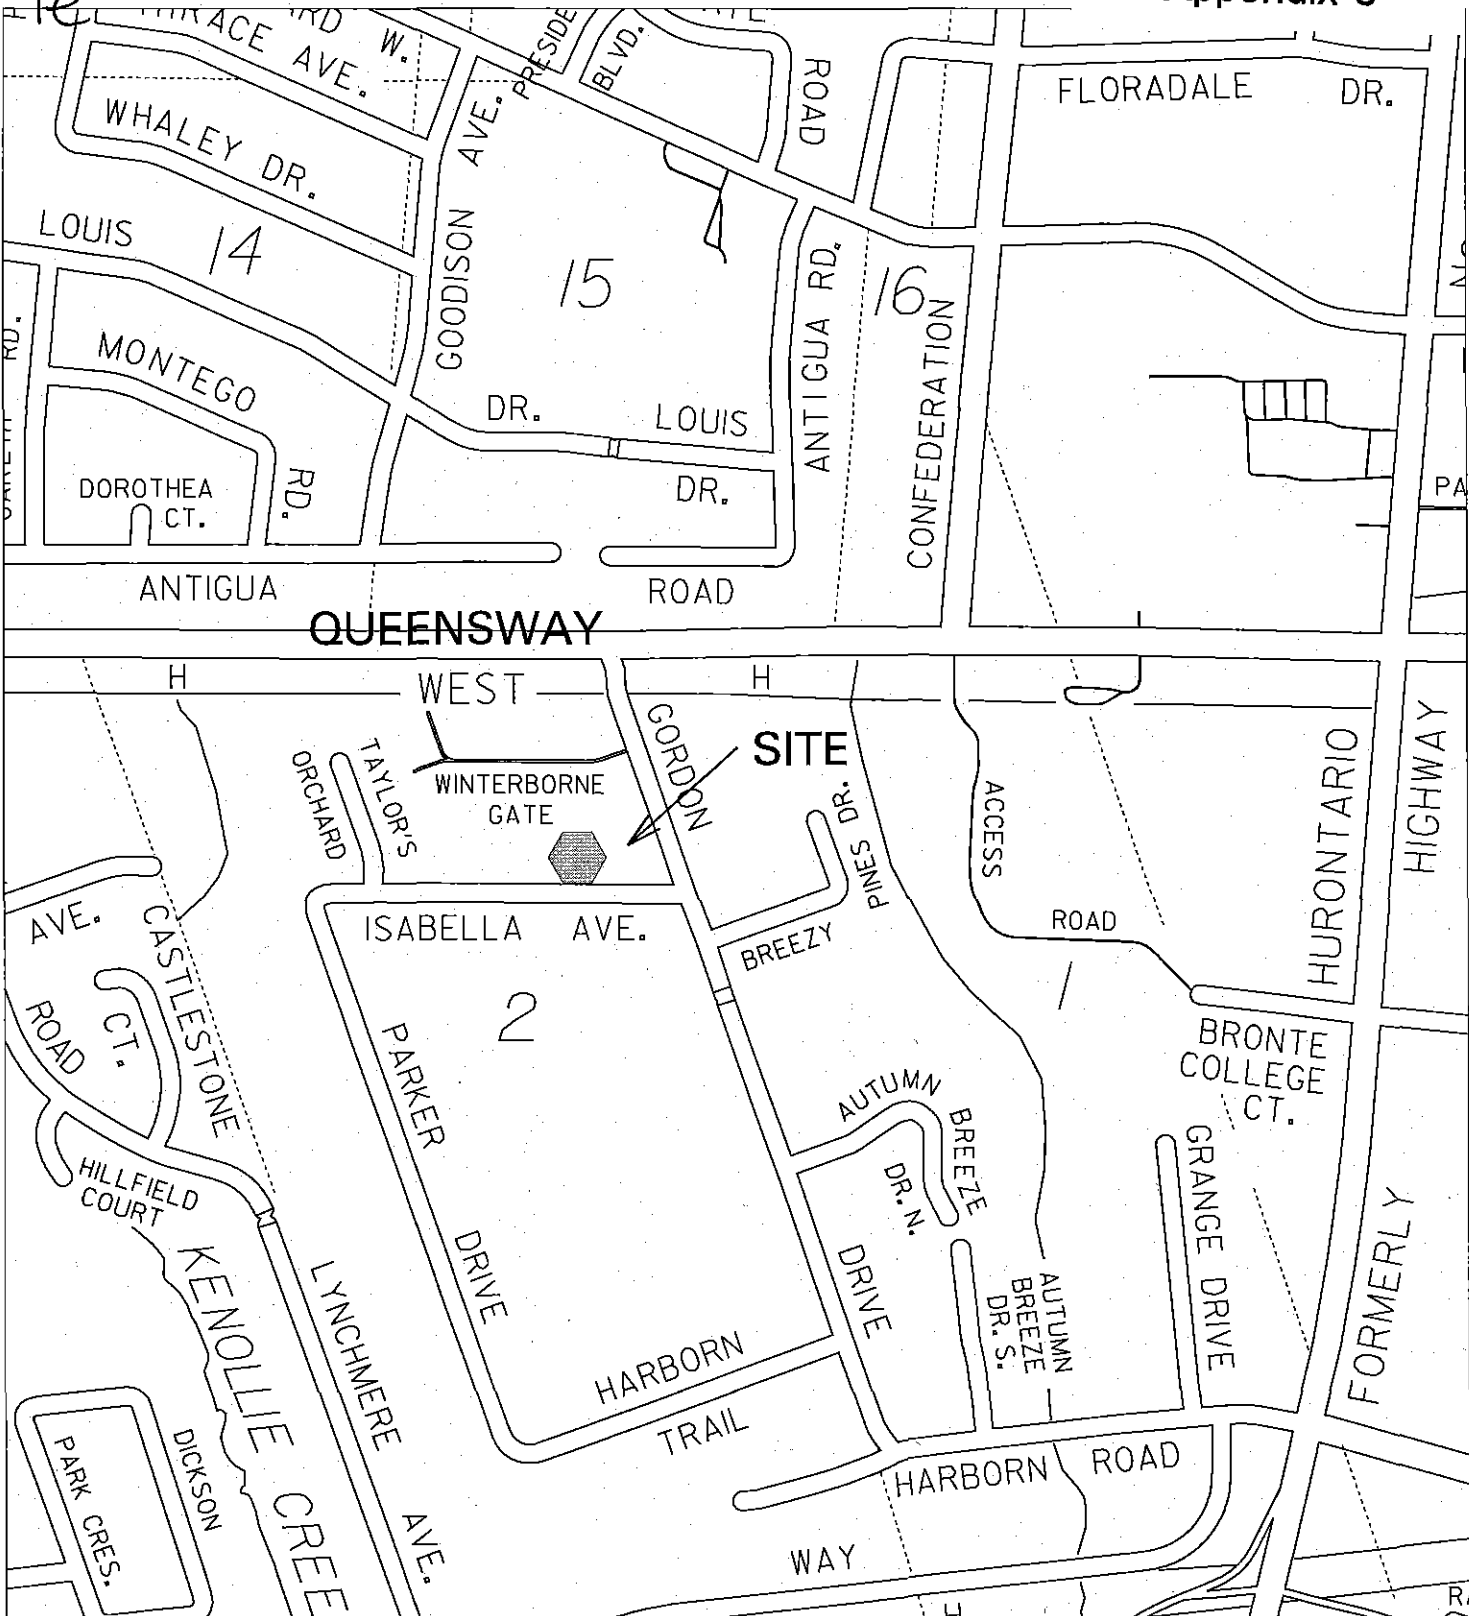 W.
AVE.
PRESIDE
BLVD.
ROAD
FLORADALE DR.
WHALEY DR.
AVE.
LOUIS
14
GOODISON
15
ANTIGUA RD.
16
CONFEDERATION
RD.
MONTEGO
RD.
DR.
LOUIS
DR.
DOROTHEA
CT.
PA
ANTIGUA
ROAD
QUEENSWAY
H
WEST
H
GORDON
SITE
TAYLOR'S
ORCHARD
WINTERBORNE
GATE
PINES DR.
ACCESS
HURONTARIO
HIGHWAY
AVE.
CASTLESTONE
ISABELLA AVE.
BREEZY
ROAD
2
ROAD
CT.
PARKER
BRONTE
COLLEGE
CT.
AUTUMN
BREEZE
DR. N.
GRANGE DRIVE
HILLFIELD
COURT
KENOLLIE CREE
LYNCHMERE
DRIVE
DRIVE
AUTUMN
BREEZE
DR. S.
FORMERLY
HARBORN
TRAIL
PARK CRES.
DICKSON
HARBORN ROAD
AVE.
WAY
H